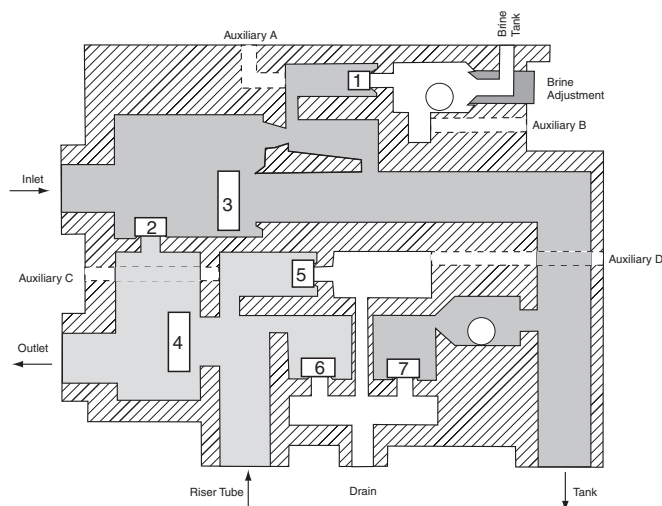 Auxiliary A
Brine
Tank
1
Brine
Adjustment
Auxiliary B
Inlet
2
3
Auxiliary C
5
Auxiliary D
Outlet
4
6
7
Riser Tube
Drain
Tank